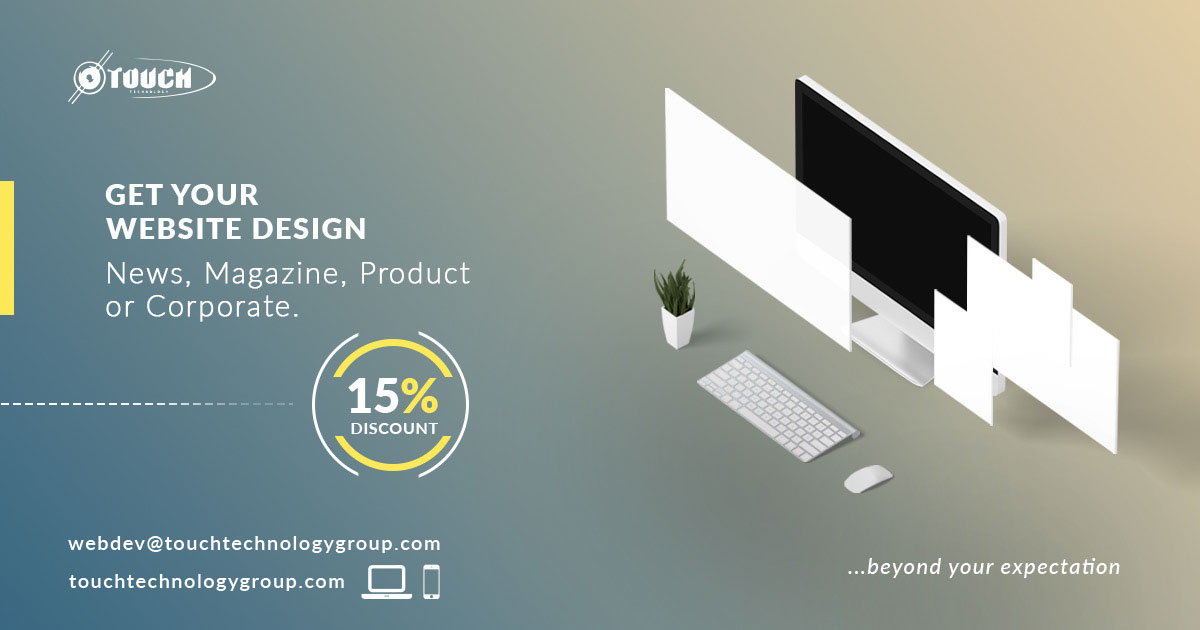 TOUCH
TECHNOLOGY
GET YOUR
WEBSITE DESIGN
News, Magazine, Product
or Corporate.
15%
DISCOUNT
webdev@touchtechnologygroup.com
touchtechnologygroup.com
...beyond your expectation